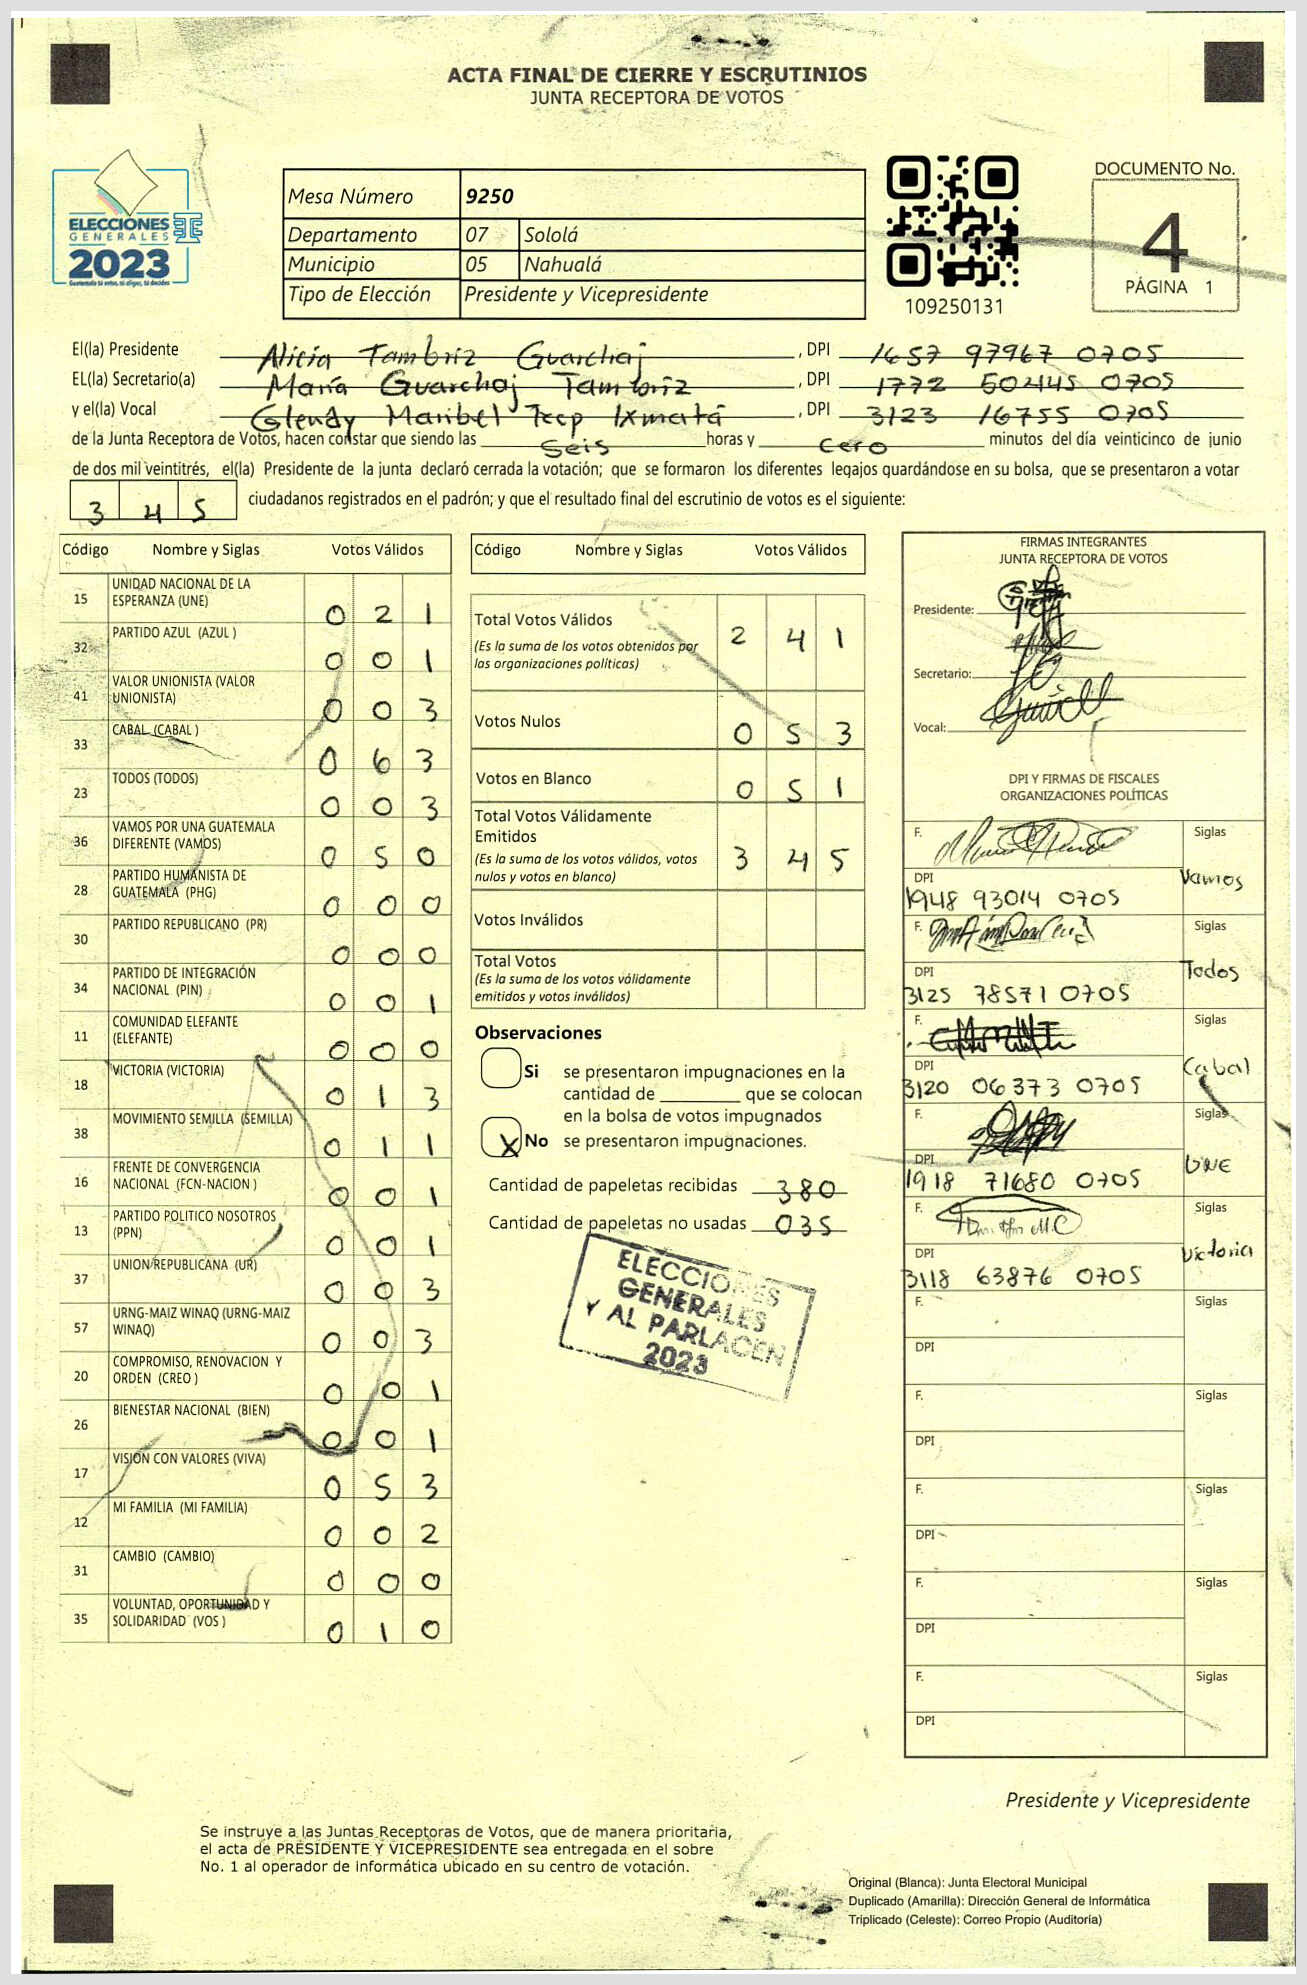 ACTA FINAL DE CIERRE Y ESCRUTINIOS
JUNTA RECEPTORA DE VOTOS
ELECCIONES
GENERALES
2023
Guatemala tú eres, tú eliges, tú decides
Mesa Número 9250
Departamento 07 Sololá
Municipio 05 Nahualá
Tipo de Elección Presidente y Vicepresidente
109250131
DOCUMENTO No.
4
PÁGINA 1
El(la) Presidente Alicia Tambriz Guarchaj , DPI 1657 97967 0705
EL(la) Secretario(a) María Guarchaj Tambriz , DPI 1772 50445 0705
y el(la) Vocal Glendy Maribel Tzep Ixmatá , DPI 3123 16755 0705
de la Junta Receptora de Votos, hacen constar que siendo las Seis horas y cero minutos del día veinticinco de junio
de dos mil veintitrés, el(la) Presidente de la junta declaró cerrada la votación; que se formaron los diferentes legajos guardándose en su bolsa, que se presentaron a votar
3 4 5 ciudadanos registrados en el padrón; y que el resultado final del escrutinio de votos es el siguiente:
Código Nombre y Siglas Votos Válidos
15 UNIDAD NACIONAL DE LA ESPERANZA (UNE) 0 2 1
32 PARTIDO AZUL (AZUL ) 0 0 1
41 VALOR UNIONISTA (VALOR UNIONISTA) 0 0 3
33 CABAL (CABAL ) 0 6 3
23 TODOS (TODOS) 0 0 3
36 VAMOS POR UNA GUATEMALA DIFERENTE (VAMOS) 0 5 0
28 PARTIDO HUMANISTA DE GUATEMALA (PHG) 0 0 0
30 PARTIDO REPUBLICANO (PR) 0 0 0
34 PARTIDO DE INTEGRACIÓN NACIONAL (PIN) 0 0 1
11 COMUNIDAD ELEFANTE (ELEFANTE) 0 0 0
18 VICTORIA (VICTORIA) 0 1 3
38 MOVIMIENTO SEMILLA (SEMILLA) 0 1 1
16 FRENTE DE CONVERGENCIA NACIONAL (FCN-NACION ) 0 0 1
13 PARTIDO POLITICO NOSOTROS (PPN) 0 0 1
37 UNION REPUBLICANA (UR) 0 0 3
57 URNG-MAIZ WINAQ (URNG-MAIZ WINAQ) 0 0 3
20 COMPROMISO, RENOVACION Y ORDEN (CREO ) 0 0 1
26 BIENESTAR NACIONAL (BIEN) 0 0 1
17 VISION CON VALORES (VIVA) 0 5 3
12 MI FAMILIA (MI FAMILIA) 0 0 2
31 CAMBIO (CAMBIO) 0 0 0
35 VOLUNTAD, OPORTUNIDAD Y SOLIDARIDAD (VOS ) 0 1 0
Código Nombre y Siglas Votos Válidos
Total Votos Válidos 2 4 1
(Es la suma de los votos obtenidos por
las organizaciones políticas)
Votos Nulos 0 5 3
Votos en Blanco 0 5 1
Total Votos Válidamente
Emitidos 3 4 5
(Es la suma de los votos válidos, votos
nulos y votos en blanco)
Votos Inválidos
Total Votos
(Es la suma de los votos válidamente
emitidos y votos inválidos)
Observaciones
Si se presentaron impugnaciones en la
cantidad de ________ que se colocan
en la bolsa de votos impugnados
X No se presentaron impugnaciones.
Cantidad de papeletas recibidas 380
Cantidad de papeletas no usadas 035
ELECCIONES
GENERALES
Y AL PARLACEN
2023
FIRMAS INTEGRANTES
JUNTA RECEPTORA DE VOTOS
Presidente:
Secretario:
Vocal:
DPI Y FIRMAS DE FISCALES
ORGANIZACIONES POLÍTICAS
F. Siglas
DPI Vamos
1948 93014 0705
F. Siglas
DPI Todos
3125 78571 0705
F. Siglas
DPI Cabal
3120 06373 0705
F. Siglas
DPI UNE
1918 71680 0705
F. Siglas
DPI Victoria
3118 63876 0705
F. Siglas
DPI
F. Siglas
DPI
F. Siglas
DPI
F. Siglas
DPI
F. Siglas
DPI
Presidente y Vicepresidente
Se instruye a las Juntas Receptoras de Votos, que de manera prioritaria,
el acta de PRESIDENTE Y VICEPRESIDENTE sea entregada en el sobre
No. 1 al operador de informática ubicado en su centro de votación.
Original (Blanca): Junta Electoral Municipal
Duplicado (Amarilla): Dirección General de Informática
Triplicado (Celeste): Correo Propio (Auditoría)